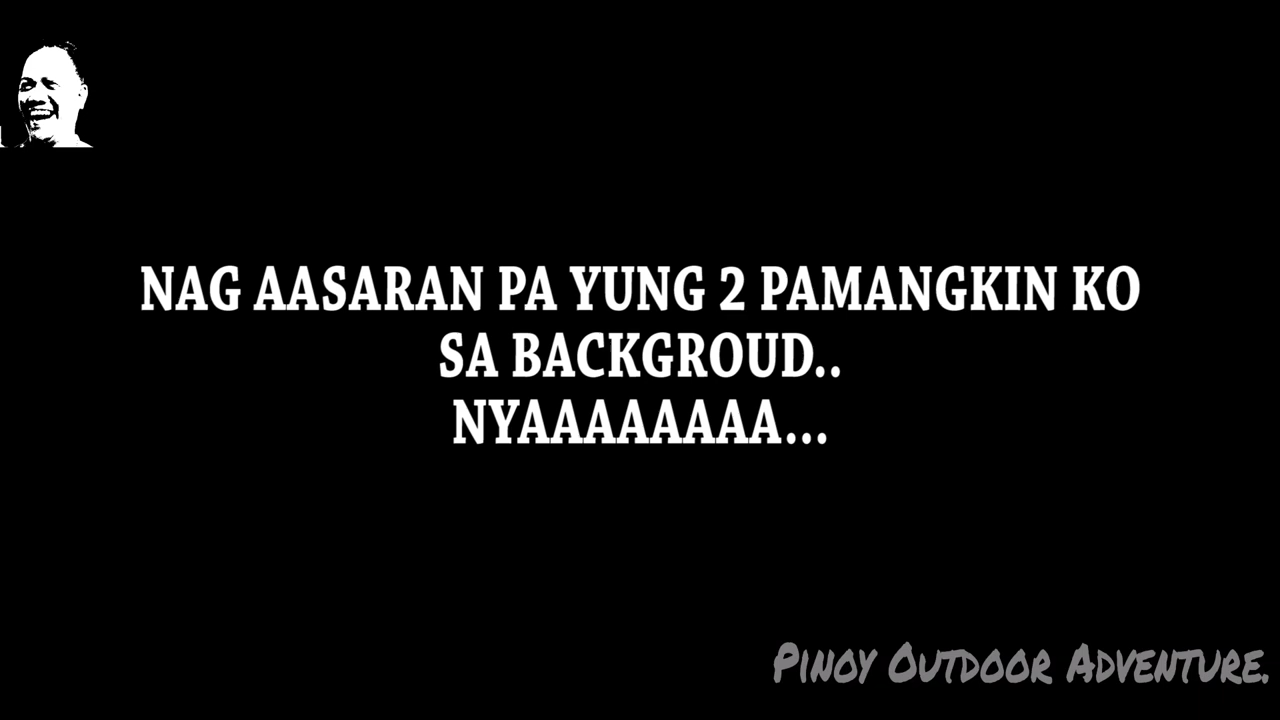 NAG AASARAN PA YUNG 2 PAMANGKIN KO
SA BACKGROUD..
NYAAAAAAAA...
PINOY OUTDOOR ADVENTURE.